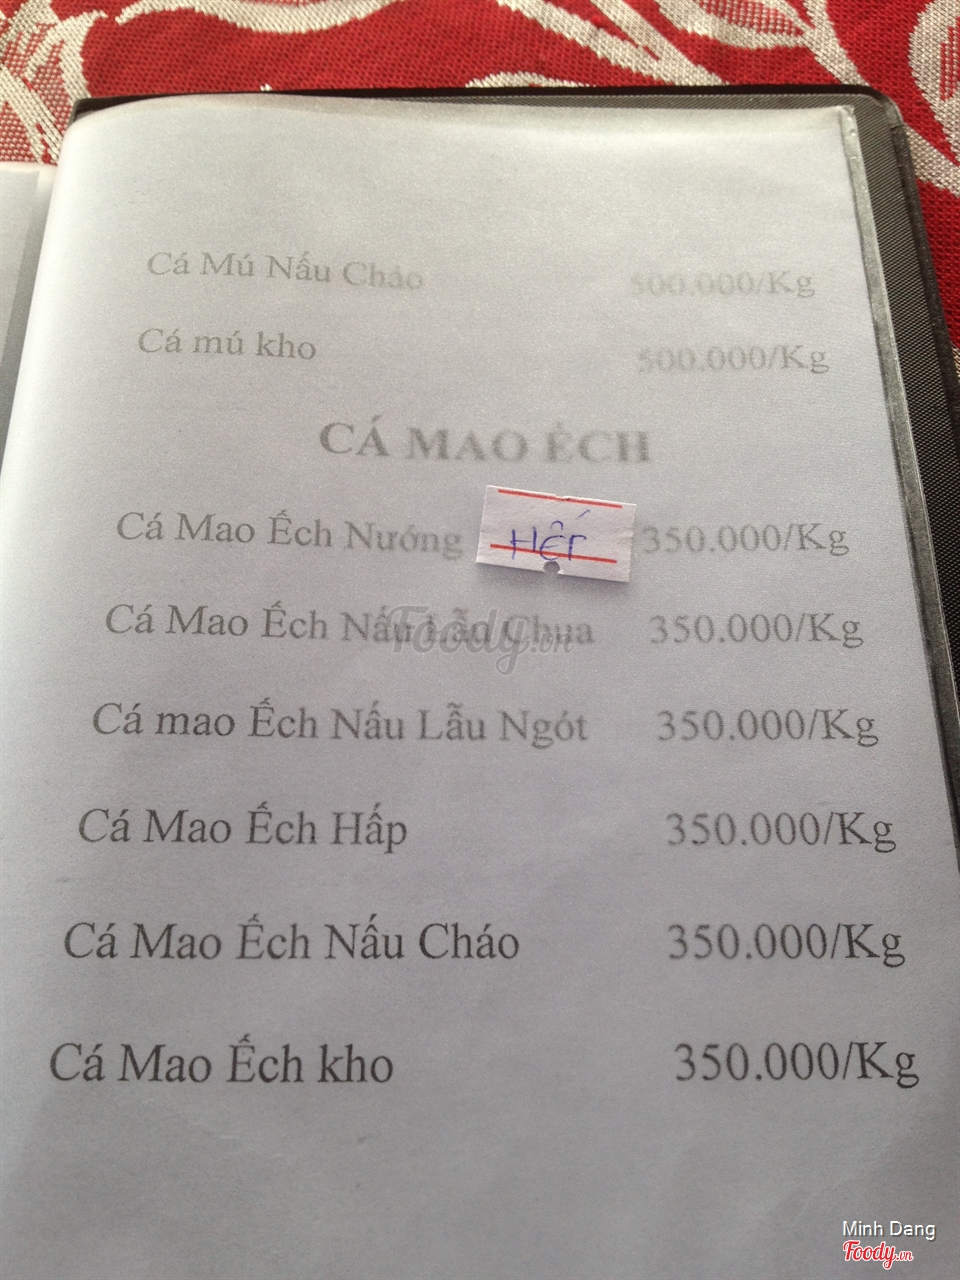 Cá Mú Nấu Cháo 500.000/Kg
Cá mú kho 500.000/Kg
CÁ MAO ẾCH
Cá Mao Ếch Nướng HẾT 350.000/Kg
Cá Mao Ếch Nấu Lẫu Chua 350.000/Kg
Foody.vn
Cá mao Ếch Nấu Lẫu Ngót 350.000/Kg
Cá Mao Ếch Hấp 350.000/Kg
Cá Mao Ếch Nấu Cháo 350.000/Kg
Cá Mao Ếch kho 350.000/Kg
Minh Dang
Foody.vn